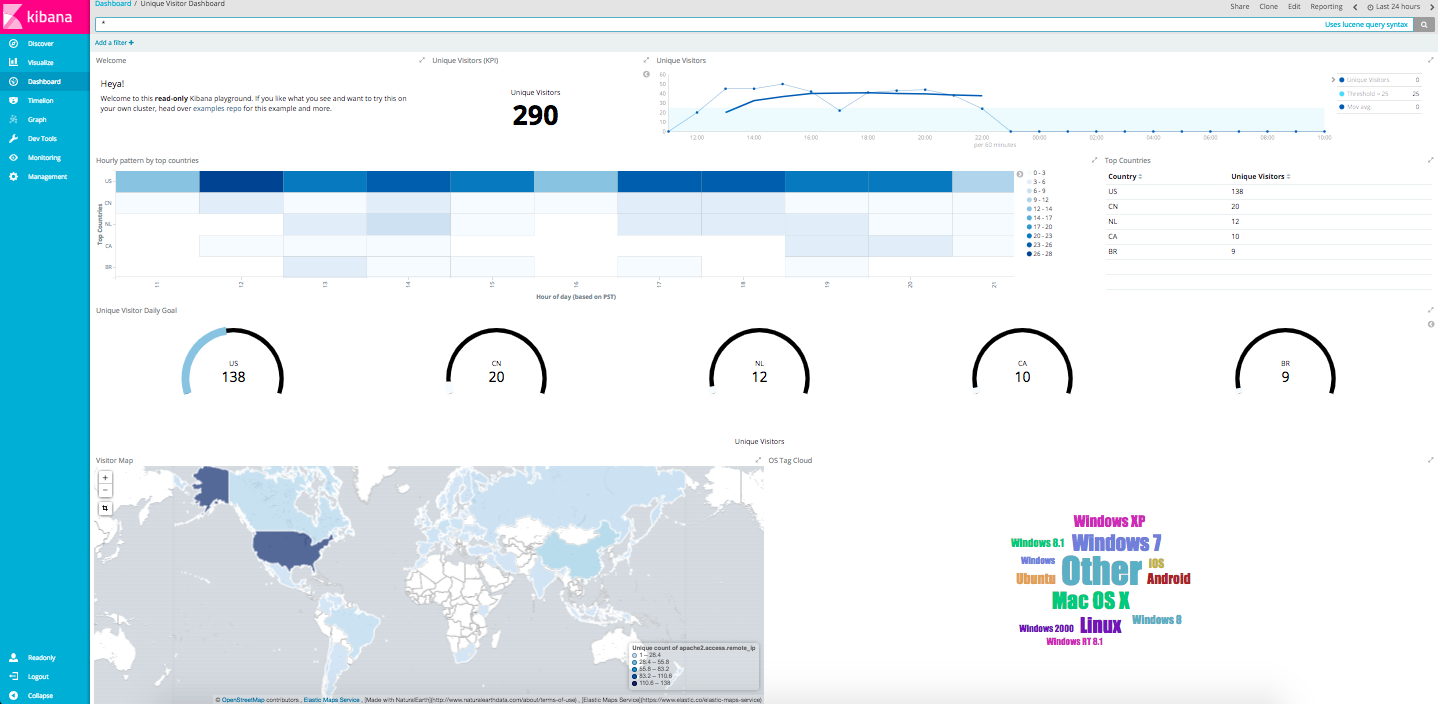 kibana
Discover
Visualize
Dashboard
Timelion
Graph
Dev Tools
Monitoring
Management
Readonly
Logout
Collapse
Dashboard / Unique Visitor Dashboard
Share Clone Edit Reporting Last 24 hours
*
Uses lucene query syntax
Add a filter +
Welcome
Heya!
Welcome to this read-only Kibana playground. If you like what you see and want to try this on
your own cluster, head over examples repo for this example and more.
Unique Visitors (KPI)
Unique Visitors
290
Unique Visitors
60
50
40
30
20
10
0
12:00 14:00 16:00 18:00 20:00 22:00 00:00 02:00 04:00 06:00 08:00 10:00
per 60 minutes
Unique Visitors 0
Threshold = 25 25
Mov avg. 0
Hourly pattern by top countries
Top Countries
US
CN
NL
CA
BR
11 12 13 14 15 16 17 18 19 20 21
Hour of day (based on PST)
0 - 3
3 - 6
6 - 9
9 - 12
12 - 14
14 - 17
17 - 20
20 - 23
23 - 26
26 - 28
Top Countries
Country Unique Visitors
US 138
CN 20
NL 12
CA 10
BR 9
Unique Visitor Daily Goal
US
138
CN
20
NL
12
CA
10
BR
9
Unique Visitors
Visitor Map
+
−
Unique count of apache2.access.remote_ip
1 – 28.4
28.4 – 55.8
55.8 – 83.2
83.2 – 110.6
110.6 – 138
© OpenStreetMap contributors , Elastic Maps Service , [Made with NaturalEarth](http://www.naturalearthdata.com/about/terms-of-use) , [Elastic Maps Service](https://www.elastic.co/elastic-maps-service)
OS Tag Cloud
Windows XP
Windows 8.1 Windows 7
Windows Other iOS
Ubuntu Android
Mac OS X
Windows 2000 Linux Windows 8
Windows RT 8.1